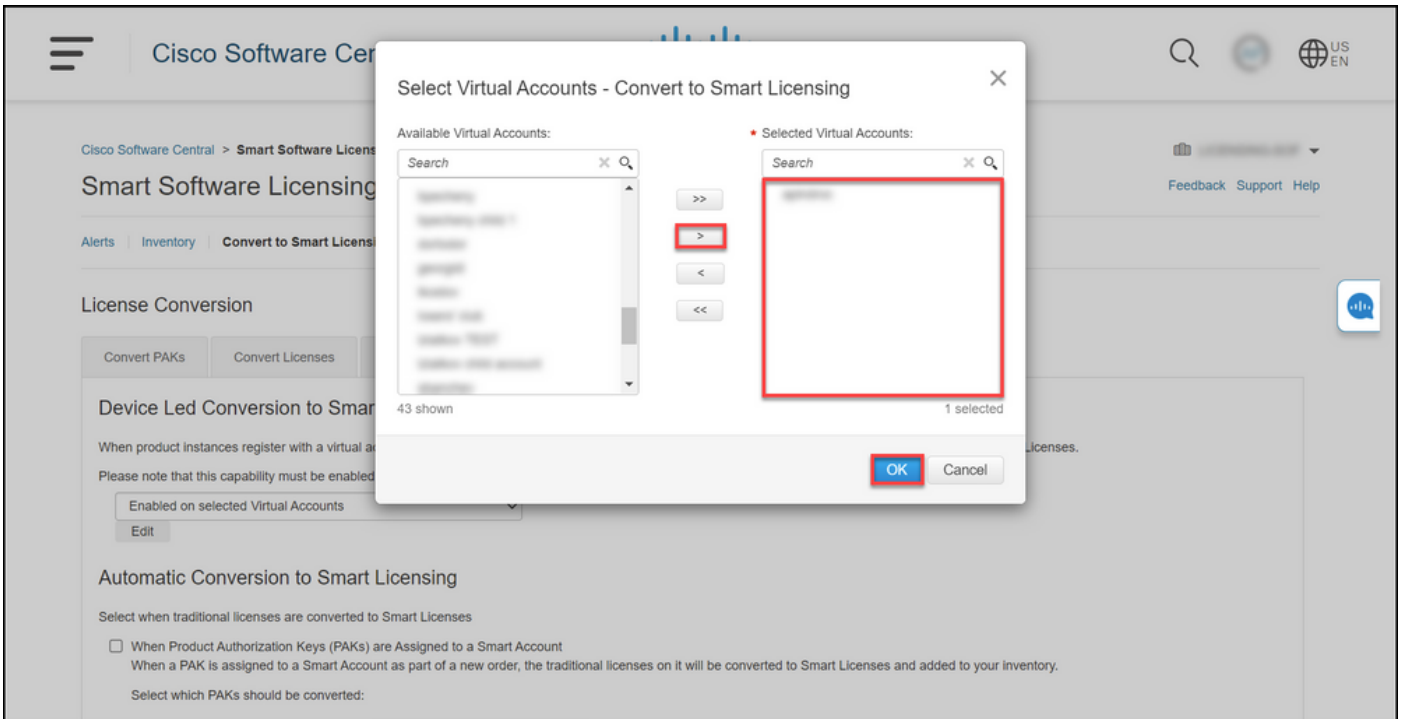 Cisco Software Cer
US
EN
Select Virtual Accounts - Convert to Smart Licensing
Available Virtual Accounts:
* Selected Virtual Accounts:
Search
Search
>>
>
<
<<
43 shown
1 selected
OK
Cancel
Cisco Software Central > Smart Software Licens
Smart Software Licensing
Feedback Support Help
Alerts Inventory Convert to Smart Licensi
License Conversion
Convert PAKs
Convert Licenses
Device Led Conversion to Smar
When product instances register with a virtual a
Licenses.
Please note that this capability must be enabled
Enabled on selected Virtual Accounts
Edit
Automatic Conversion to Smart Licensing
Select when traditional licenses are converted to Smart Licenses
When Product Authorization Keys (PAKs) are Assigned to a Smart Account
When a PAK is assigned to a Smart Account as part of a new order, the traditional licenses on it will be converted to Smart Licenses and added to your inventory.
Select which PAKs should be converted: